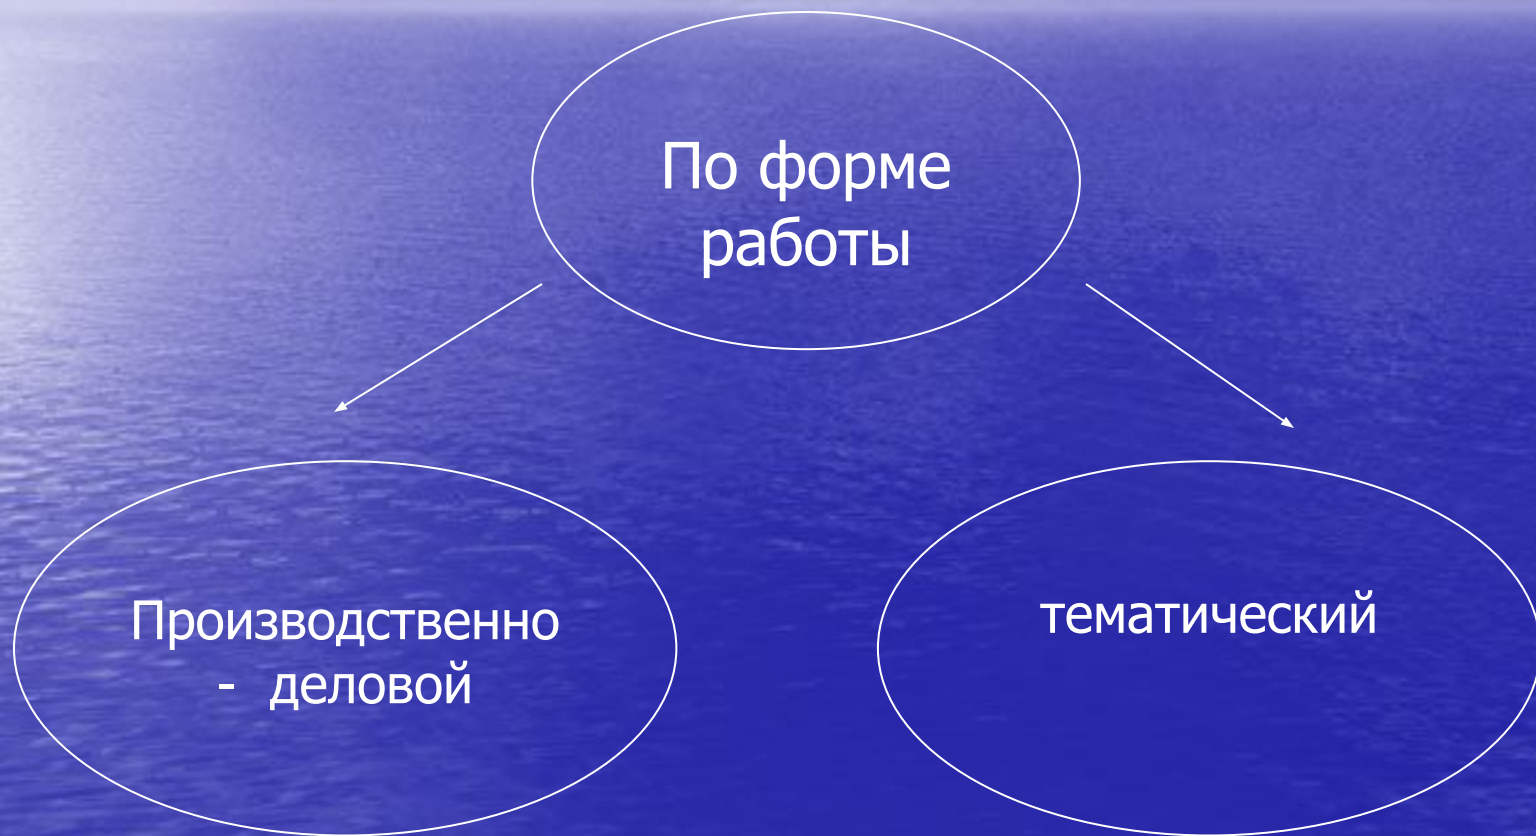 По форме
работы
Производственно
- деловой
тематический